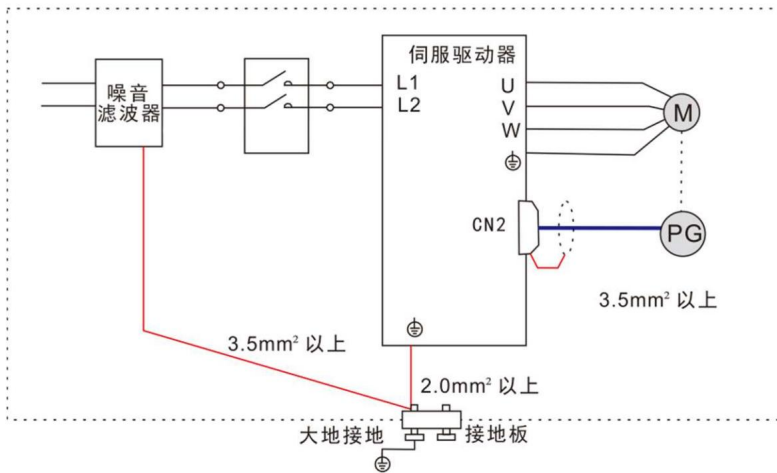 伺服驱动器
噪音
滤波器
L1
L2
U
V
W
M
CN2
PG
3.5mm² 以上
3.5mm² 以上
2.0mm² 以上
大地接地
接地板